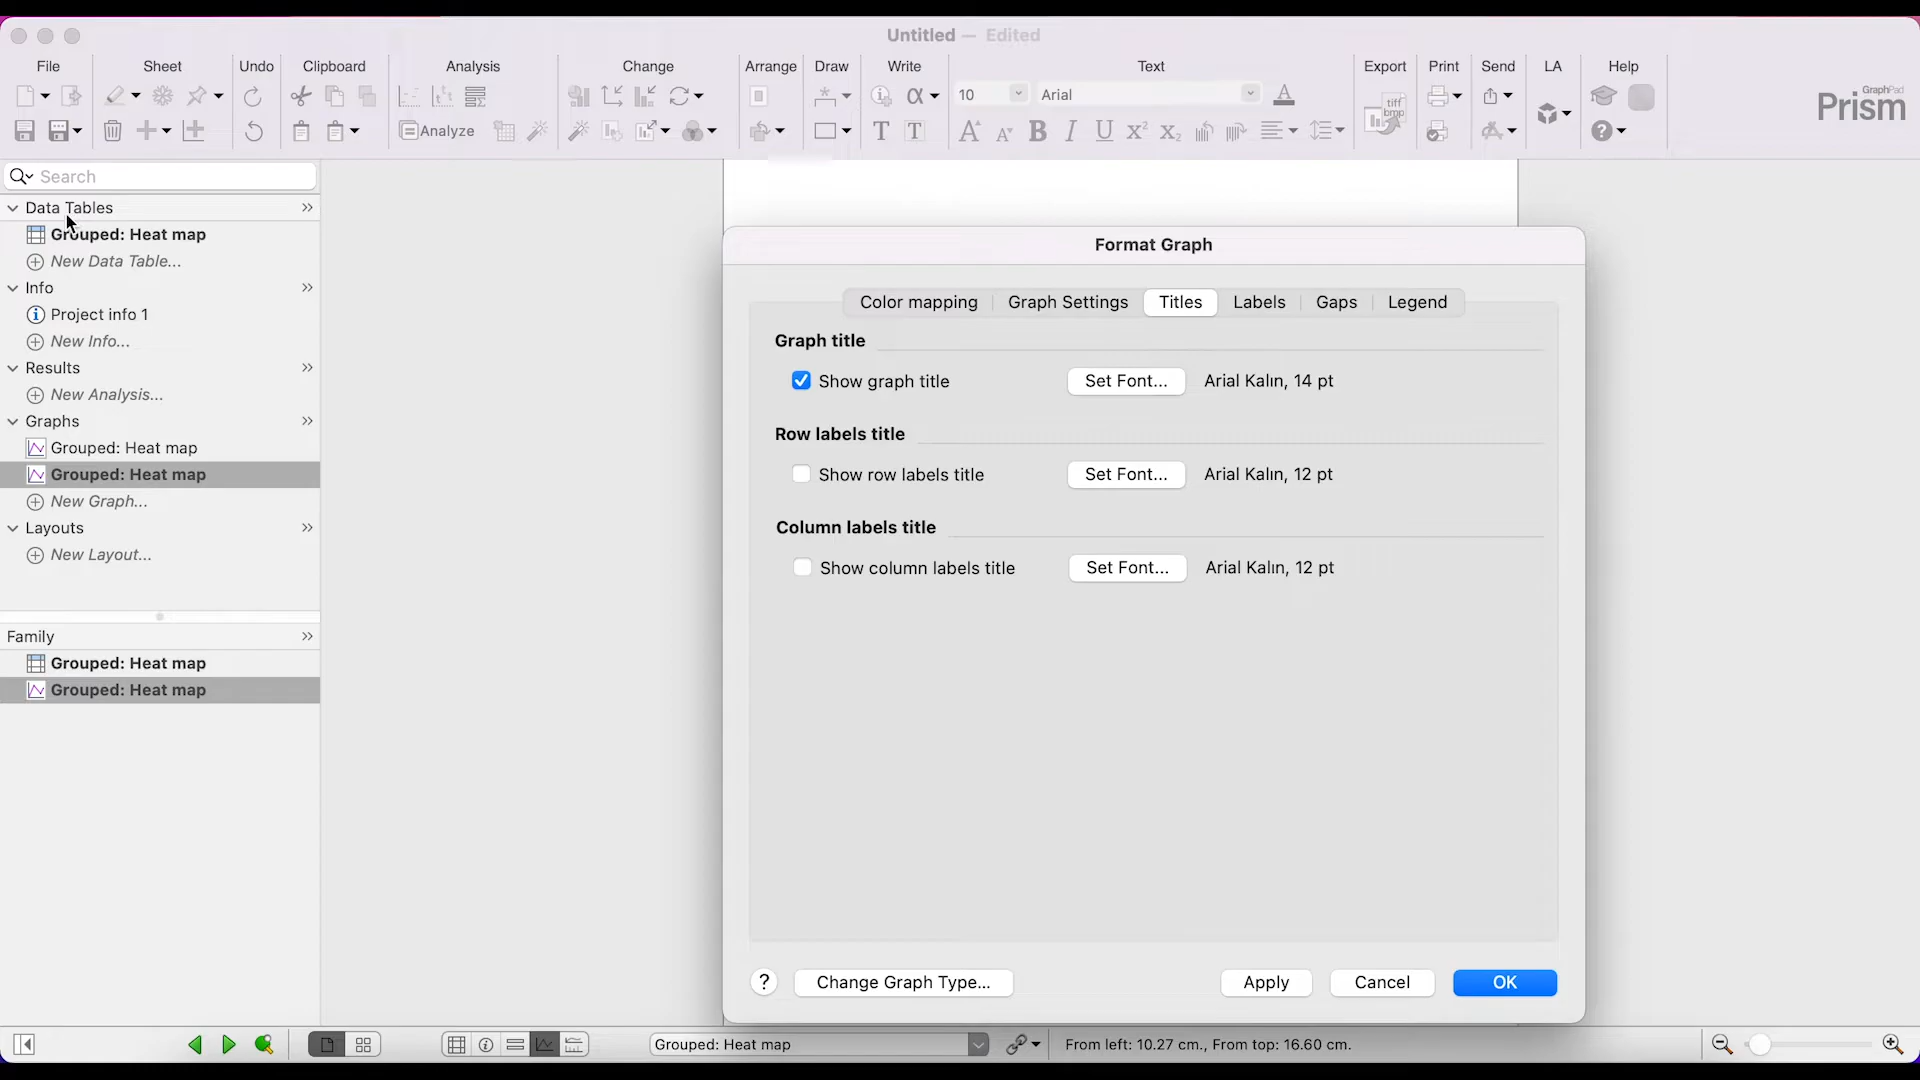 Untitled — Edited
File Sheet Undo Clipboard Analysis Change Arrange Draw Write Text Export Print Send LA Help
10 Arial
tiff
bmp
GraphPad
Prism
Analyze
Search
Data Tables
Grouped: Heat map
New Data Table...
Info
Project info 1
New Info...
Results
New Analysis...
Graphs
Grouped: Heat map
Grouped: Heat map
New Graph...
Layouts
New Layout...
Family
Grouped: Heat map
Grouped: Heat map
Format Graph
Color mapping Graph Settings Titles Labels Gaps Legend
Graph title
Show graph title Set Font... Arial Kalın, 14 pt
Row labels title
Show row labels title Set Font... Arial Kalın, 12 pt
Column labels title
Show column labels title Set Font... Arial Kalın, 12 pt
? Change Graph Type... Apply Cancel OK
Grouped: Heat map From left: 10.27 cm., From top: 16.60 cm.